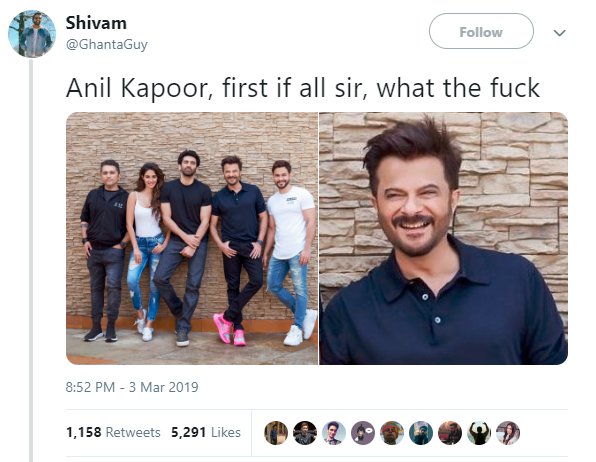 Shivam
@GhantaGuy
Follow
Anil Kapoor, first if all sir, what the fuck
8:52 PM - 3 Mar 2019
1,158 Retweets 5,291 Likes